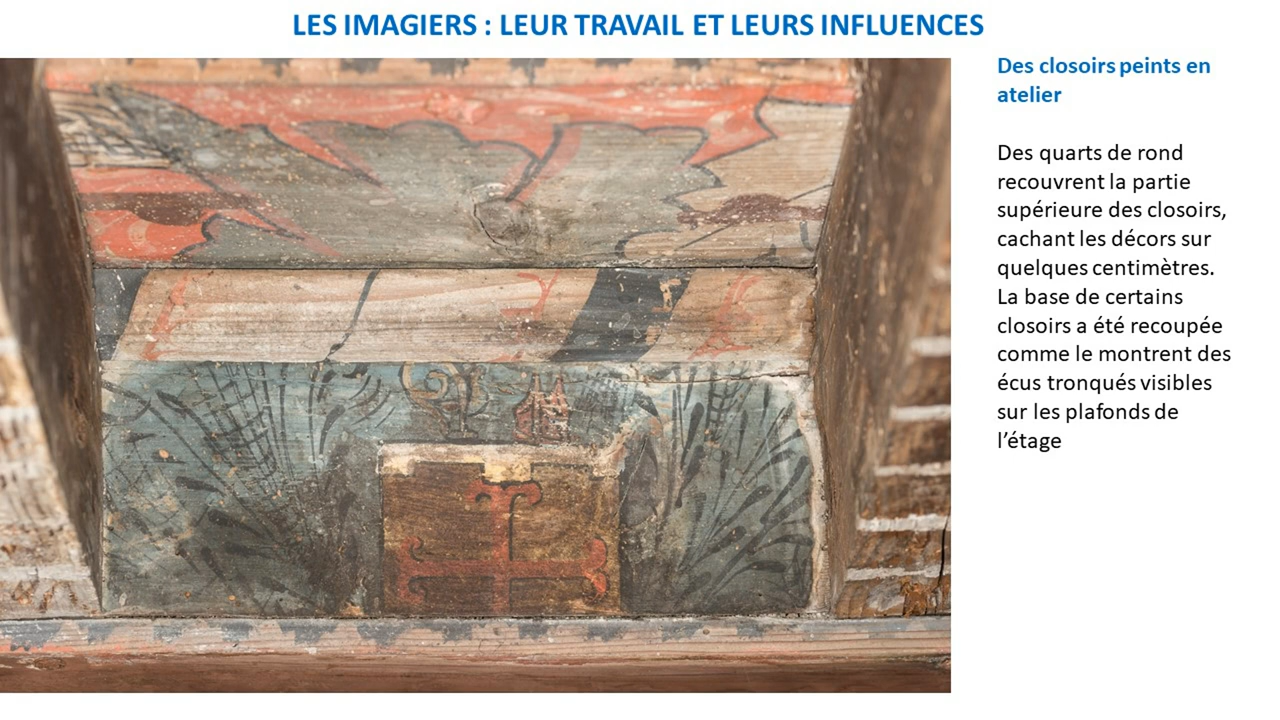 LES IMAGIERS : LEUR TRAVAIL ET LEURS INFLUENCES
Des closoirs peints en
atelier
Des quarts de rond
recouvrent la partie
supérieure des closoirs,
cachant les décors sur
quelques centimètres.
La base de certains
closoirs a été recoupée
comme le montrent des
écus tronqués visibles
sur les plafonds de
l’étage